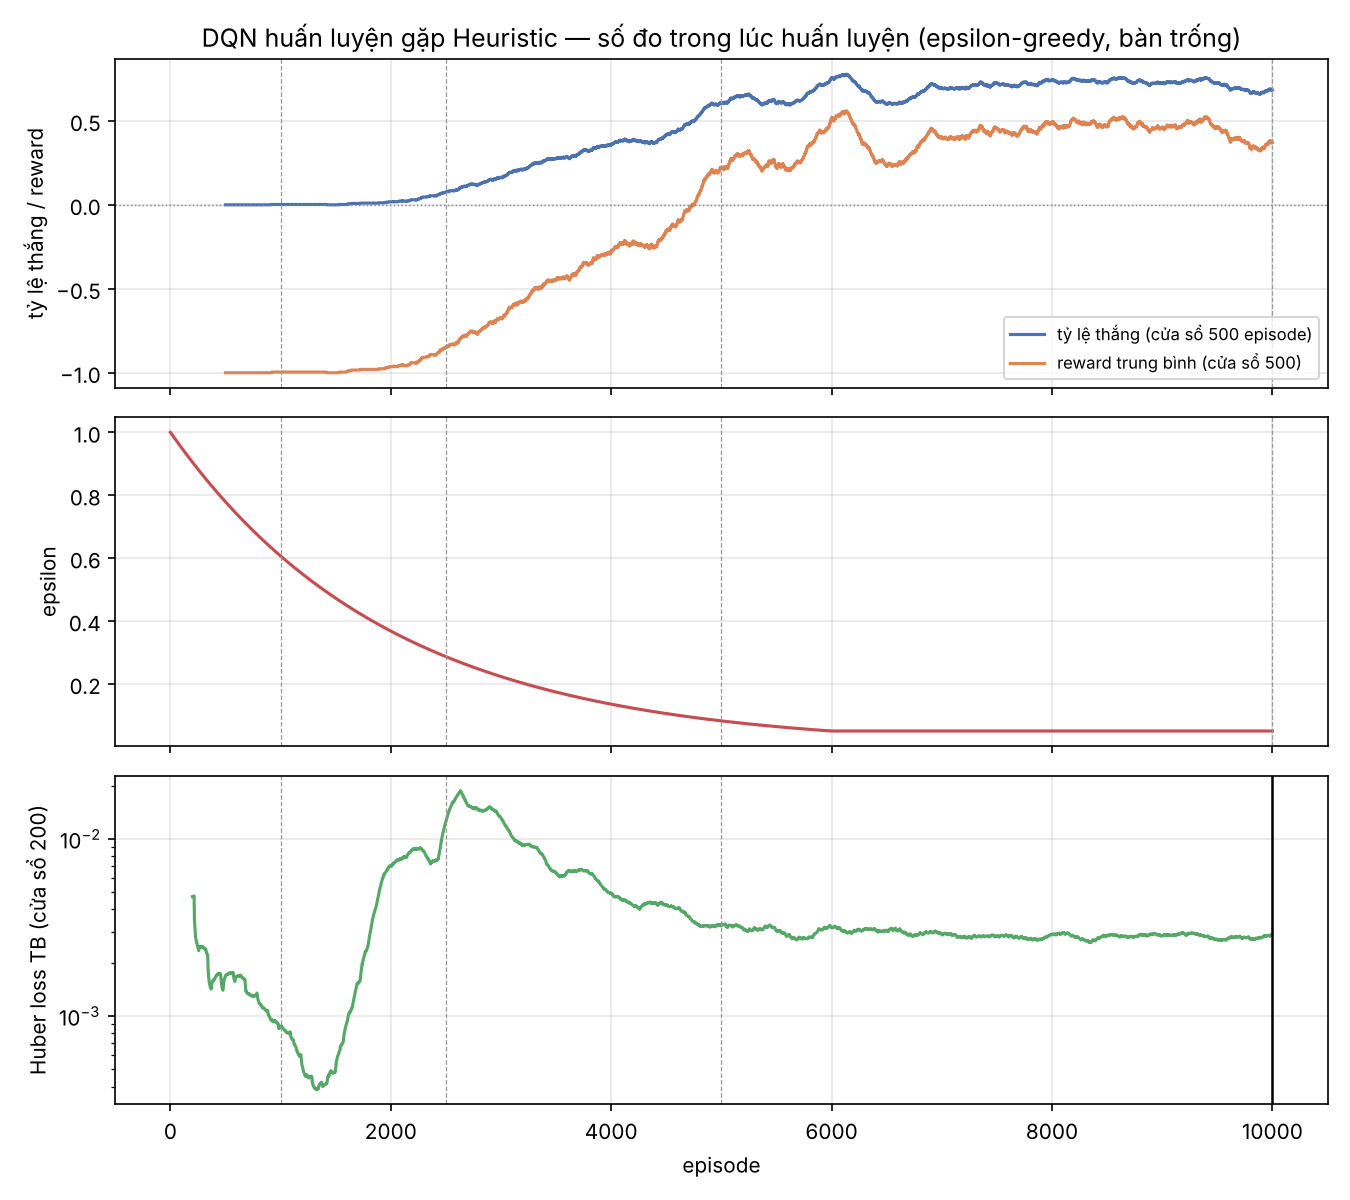 DQN huấn luyện gặp Heuristic — số đo trong lúc huấn luyện (epsilon-greedy, bàn trống)
tỷ lệ thắng / reward
0.5
0.0
−0.5
−1.0
tỷ lệ thắng (cửa sổ 500 episode)
reward trung bình (cửa sổ 500)
epsilon
1.0
0.8
0.6
0.4
0.2
Huber loss TB (cửa sổ 200)
10⁻²
10⁻³
0
2000
4000
6000
8000
10000
episode